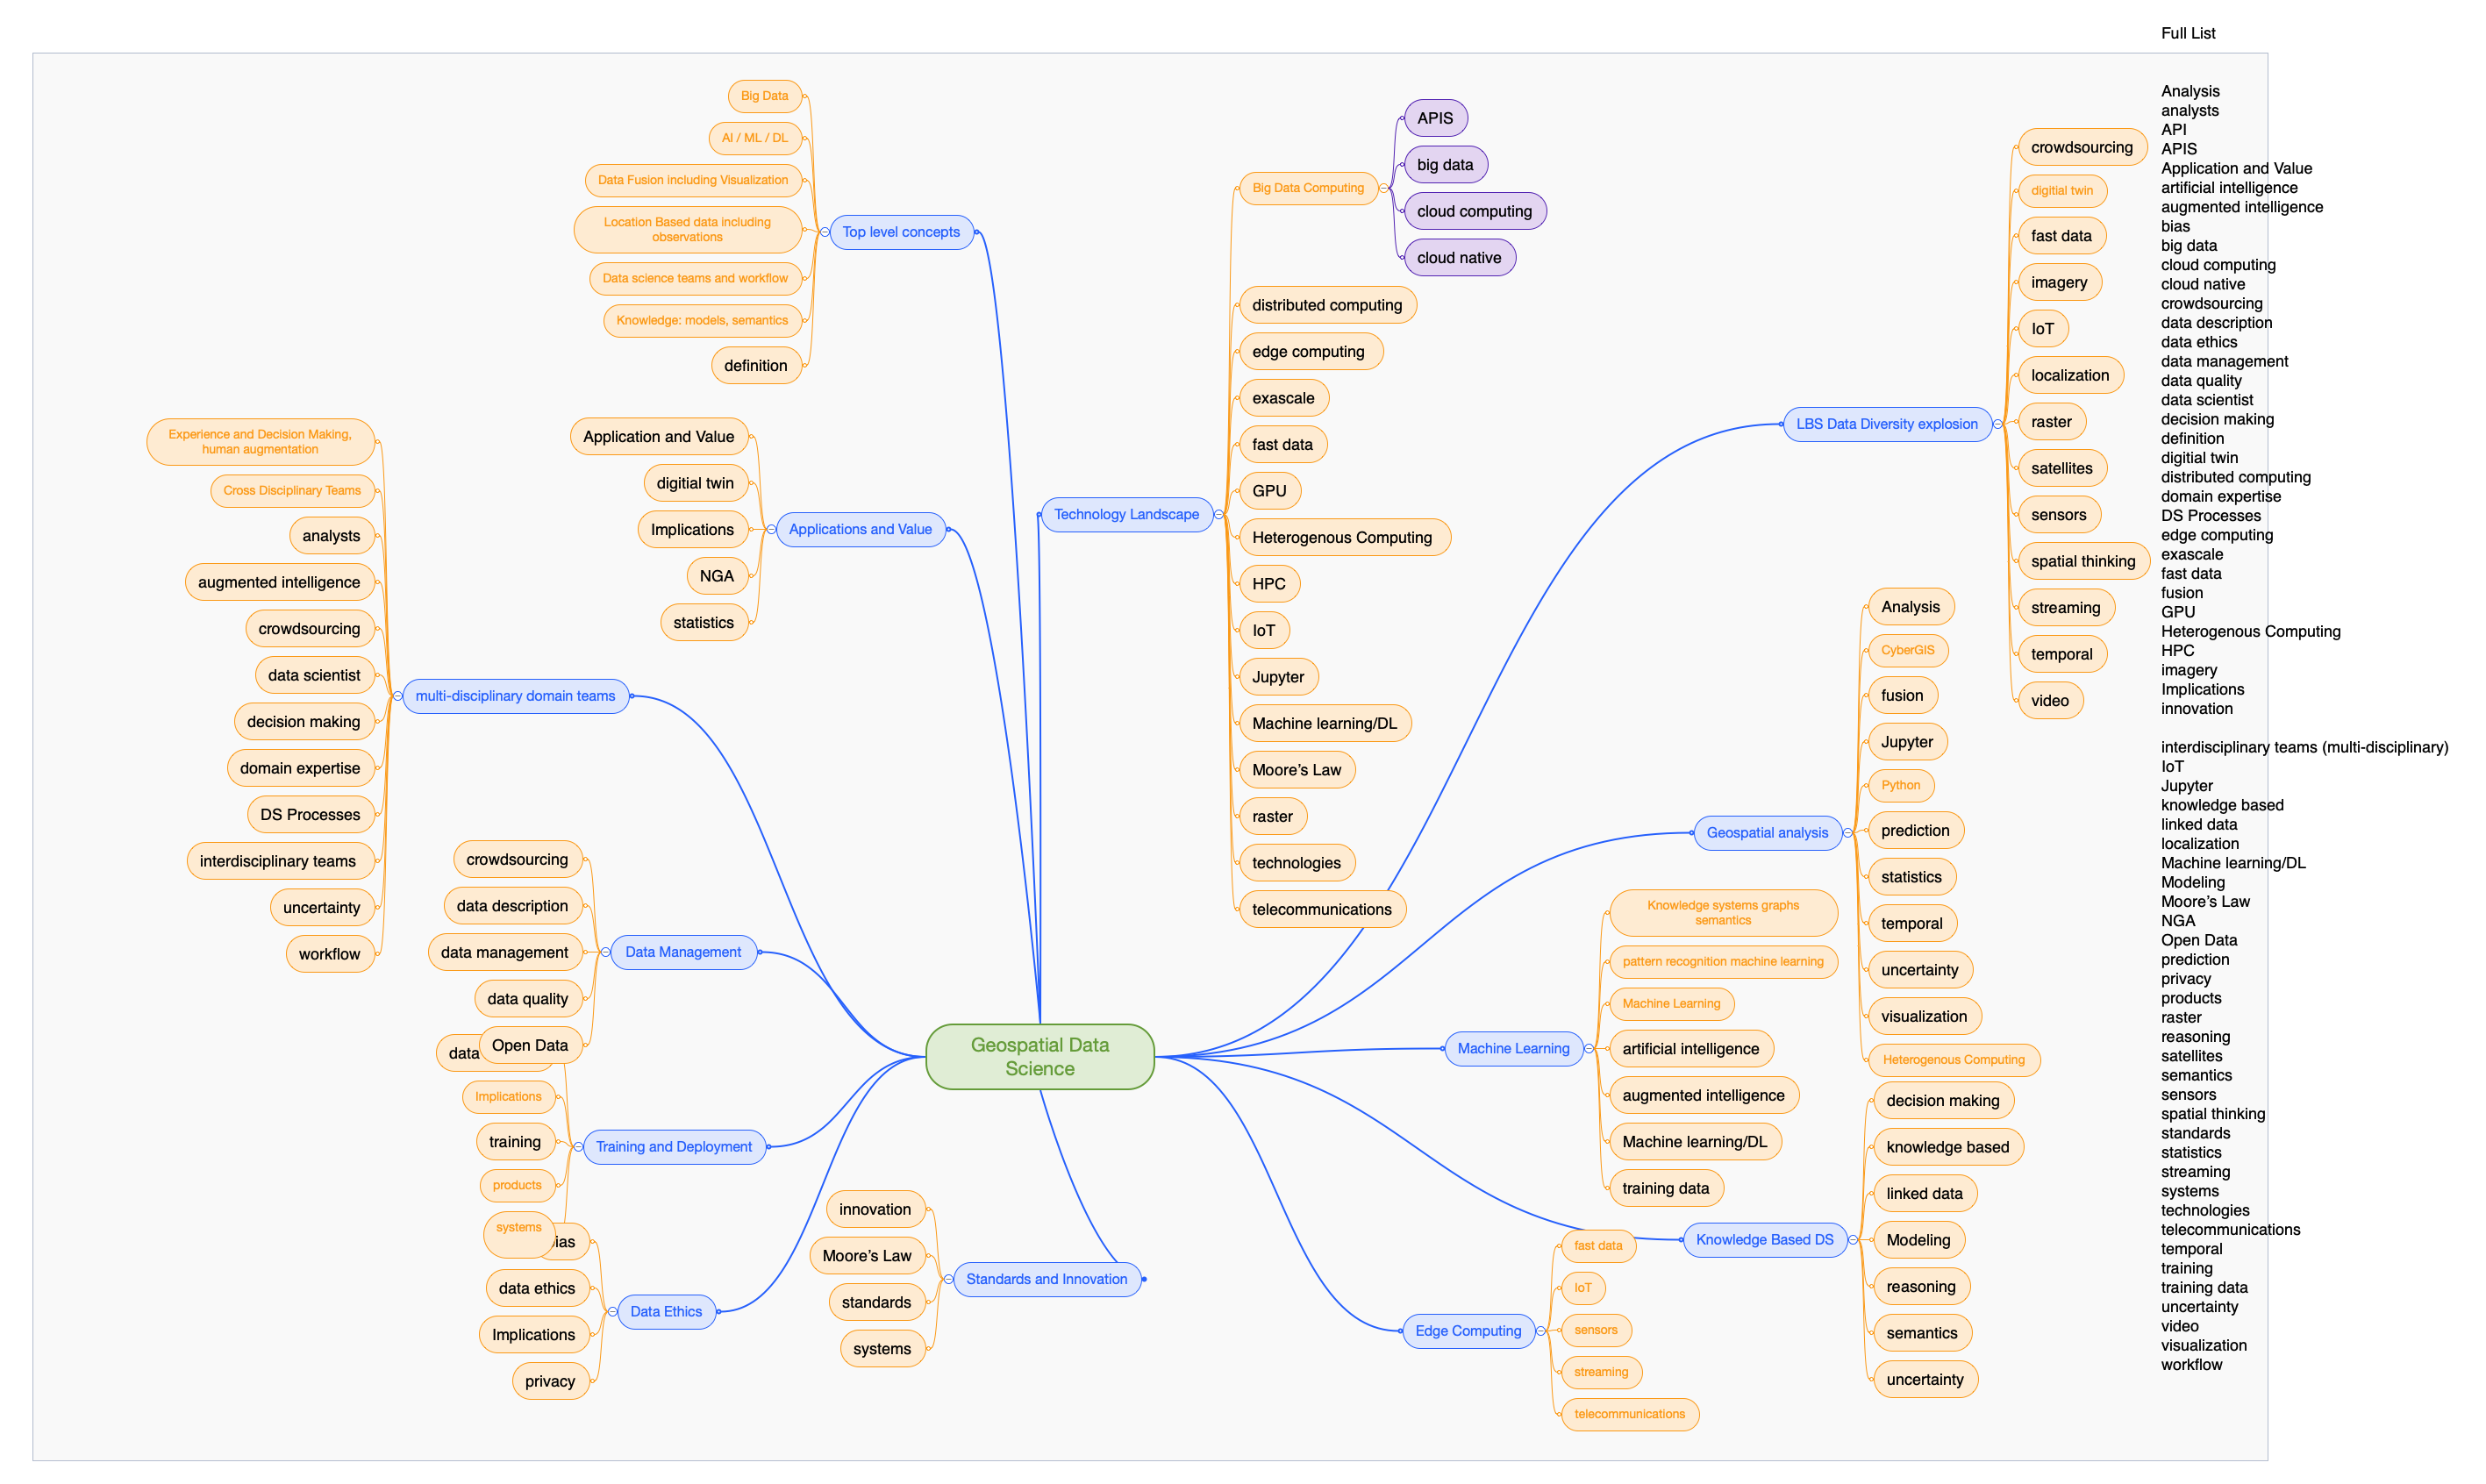 Full List
Big Data
AI / ML / DL
Data Fusion including Visualization
Location Based data including
observations
Data science teams and workflow
Knowledge: models, semantics
definition
Top level concepts
Application and Value
digitial twin
Implications
NGA
statistics
Applications and Value
Experience and Decision Making,
human augmentation
Cross Disciplinary Teams
analysts
augmented intelligence
crowdsourcing
data scientist
decision making
domain expertise
DS Processes
interdisciplinary teams
uncertainty
workflow
multi-disciplinary domain teams
crowdsourcing
data description
data management
data quality
Open Data
Data Management
data
Implications
training
products
systems
Training and Deployment
ias
data ethics
Implications
privacy
Data Ethics
innovation
Moore’s Law
standards
systems
Standards and Innovation
Geospatial Data
Science
Technology Landscape
Big Data Computing
APIS
big data
cloud computing
cloud native
distributed computing
edge computing
exascale
fast data
GPU
Heterogenous Computing
HPC
IoT
Jupyter
Machine learning/DL
Moore’s Law
raster
technologies
telecommunications
LBS Data Diversity explosion
crowdsourcing
digitial twin
fast data
imagery
IoT
localization
raster
satellites
sensors
spatial thinking
streaming
temporal
video
Geospatial analysis
Analysis
CyberGIS
fusion
Jupyter
Python
prediction
statistics
temporal
uncertainty
visualization
Heterogenous Computing
Machine Learning
Knowledge systems graphs
semantics
pattern recognition machine learning
Machine Learning
artificial intelligence
augmented intelligence
Machine learning/DL
training data
Knowledge Based DS
decision making
knowledge based
linked data
Modeling
reasoning
semantics
uncertainty
Edge Computing
fast data
IoT
sensors
streaming
telecommunications
Analysis
analysts
API
APIS
Application and Value
artificial intelligence
augmented intelligence
bias
big data
cloud computing
cloud native
crowdsourcing
data description
data ethics
data management
data quality
data scientist
decision making
definition
digitial twin
distributed computing
domain expertise
DS Processes
edge computing
exascale
fast data
fusion
GPU
Heterogenous Computing
HPC
imagery
Implications
innovation
interdisciplinary teams (multi-disciplinary)
IoT
Jupyter
knowledge based
linked data
localization
Machine learning/DL
Modeling
Moore’s Law
NGA
Open Data
prediction
privacy
products
raster
reasoning
satellites
semantics
sensors
spatial thinking
standards
statistics
streaming
systems
technologies
telecommunications
temporal
training
training data
uncertainty
video
visualization
workflow